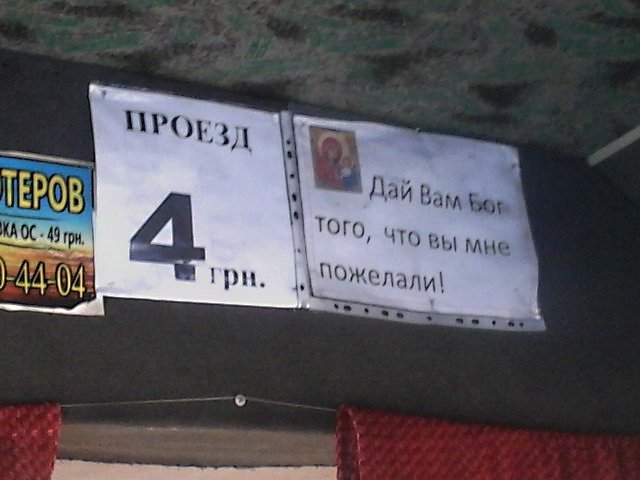 ПРОЕЗД
4 грн.
Дай Вам Бог
того, что вы мне
пожелали!
ТЕРОВ
ВКА ОС - 49 грн.
0-44-04